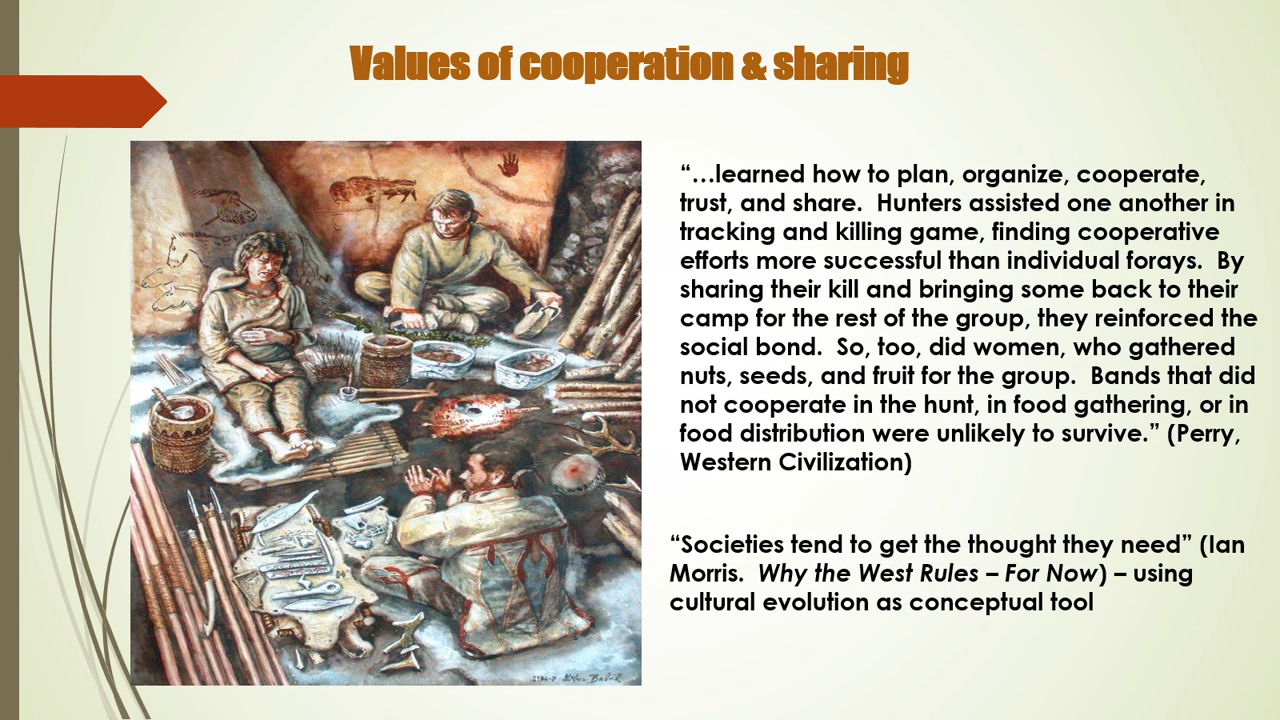 Values of cooperation & sharing
“…learned how to plan, organize, cooperate,
trust, and share.  Hunters assisted one another in
tracking and killing game, finding cooperative
efforts more successful than individual forays.  By
sharing their kill and bringing some back to their
camp for the rest of the group, they reinforced the
social bond.  So, too, did women, who gathered
nuts, seeds, and fruit for the group.  Bands that did
not cooperate in the hunt, in food gathering, or in
food distribution were unlikely to survive.” (Perry,
Western Civilization)
“Societies tend to get the thought they need” (Ian
Morris.  Why the West Rules – For Now) – using
cultural evolution as conceptual tool